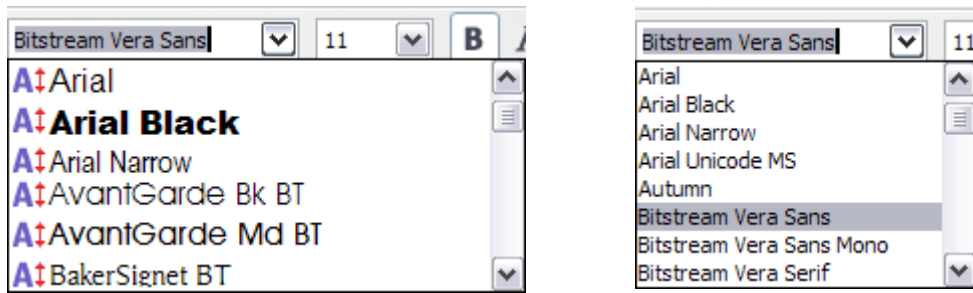 Bitstream Vera Sans 11 B
Arial
Arial Black
Arial Narrow
AvantGarde Bk BT
AvantGarde Md BT
BakerSignet BT
Bitstream Vera Sans 11
Arial
Arial Black
Arial Narrow
Arial Unicode MS
Autumn
Bitstream Vera Sans
Bitstream Vera Sans Mono
Bitstream Vera Serif